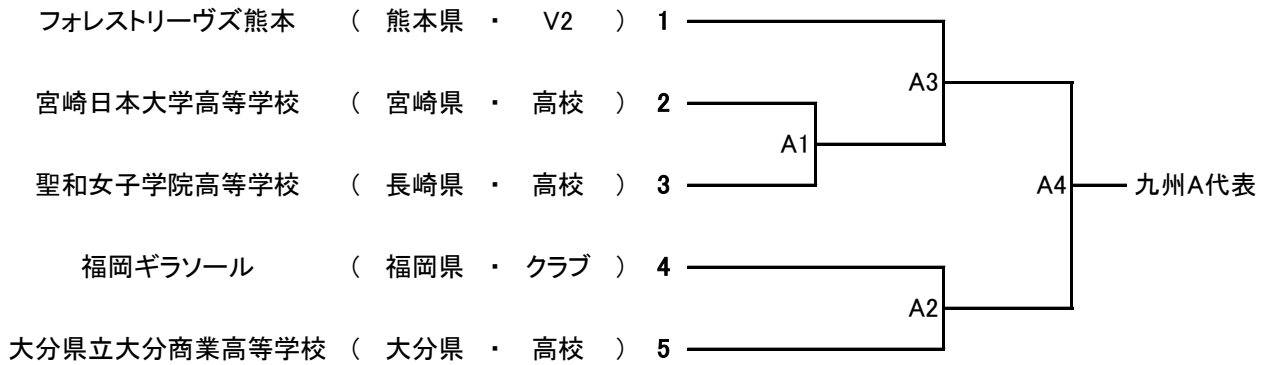 フォレストリーヴズ熊本 ( 熊本県 ・ V2 ) 1
A3
宮崎日本大学高等学校 ( 宮崎県 ・ 高校 ) 2
A1
聖和女子学院高等学校 ( 長崎県 ・ 高校 ) 3
A4 九州A代表
福岡ギラソール ( 福岡県 ・ クラブ ) 4
A2
大分県立大分商業高等学校 ( 大分県 ・ 高校 ) 5